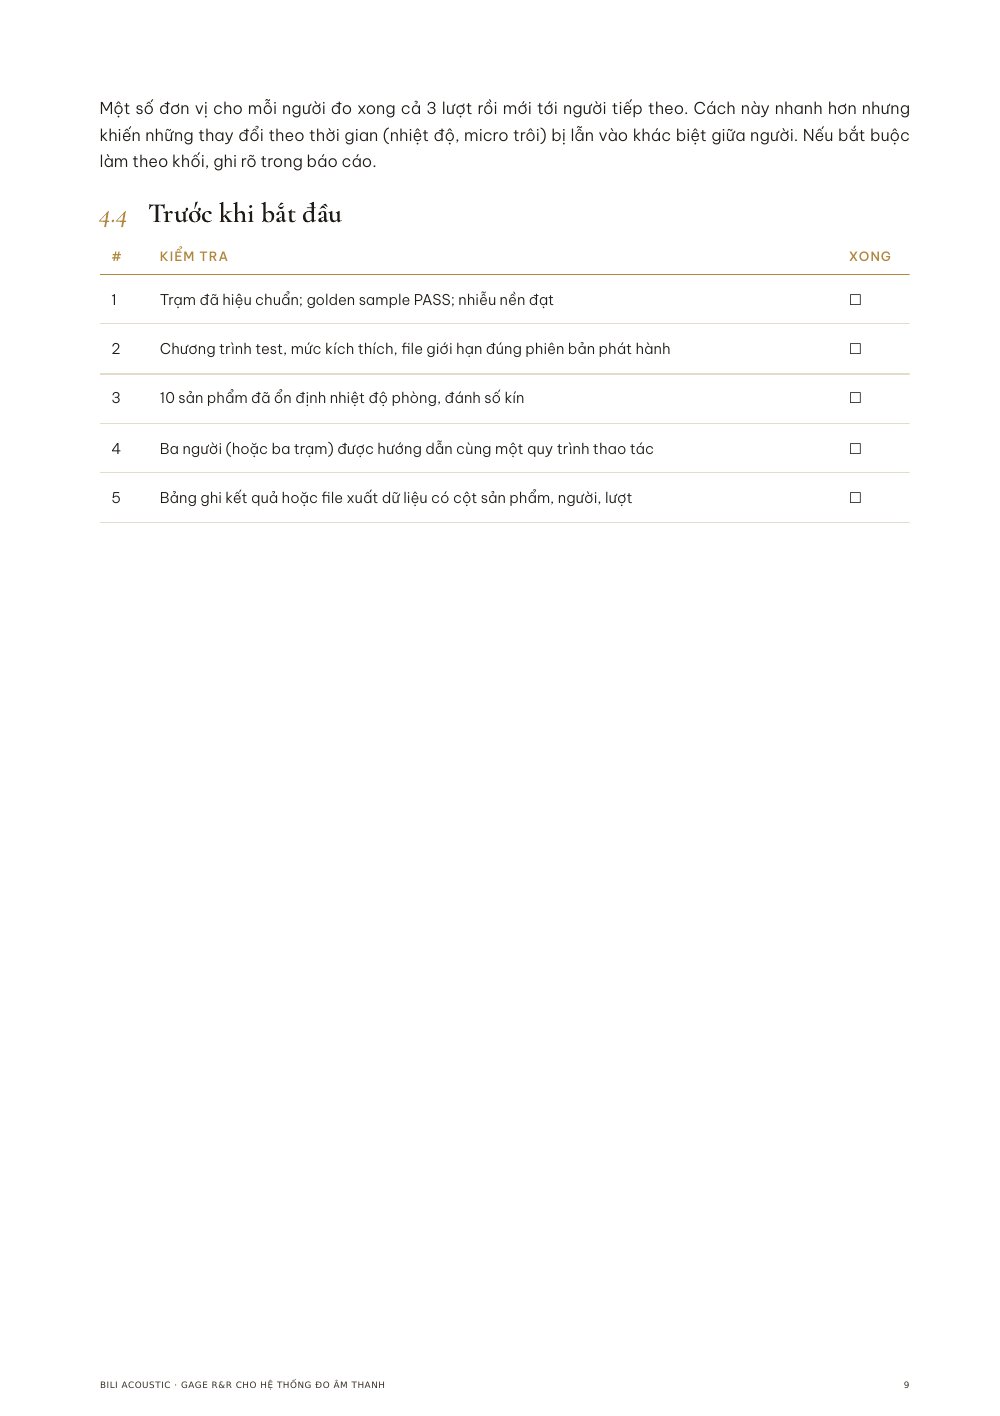 Một số đơn vị cho mỗi người đo xong cả 3 lượt rồi mới tới người tiếp theo. Cách này nhanh hơn nhưng
khiến những thay đổi theo thời gian (nhiệt độ, micro trôi) bị lẫn vào khác biệt giữa người. Nếu bắt buộc
làm theo khối, ghi rõ trong báo cáo.
4.4 Trước khi bắt đầu
# KIỂM TRA XONG
1 Trạm đã hiệu chuẩn; golden sample PASS; nhiễu nền đạt ☐
2 Chương trình test, mức kích thích, file giới hạn đúng phiên bản phát hành ☐
3 10 sản phẩm đã ổn định nhiệt độ phòng, đánh số kín ☐
4 Ba người (hoặc ba trạm) được hướng dẫn cùng một quy trình thao tác ☐
5 Bảng ghi kết quả hoặc file xuất dữ liệu có cột sản phẩm, người, lượt ☐
BILI ACOUSTIC · GAGE R&R CHO HỆ THỐNG ĐO ÂM THANH 9